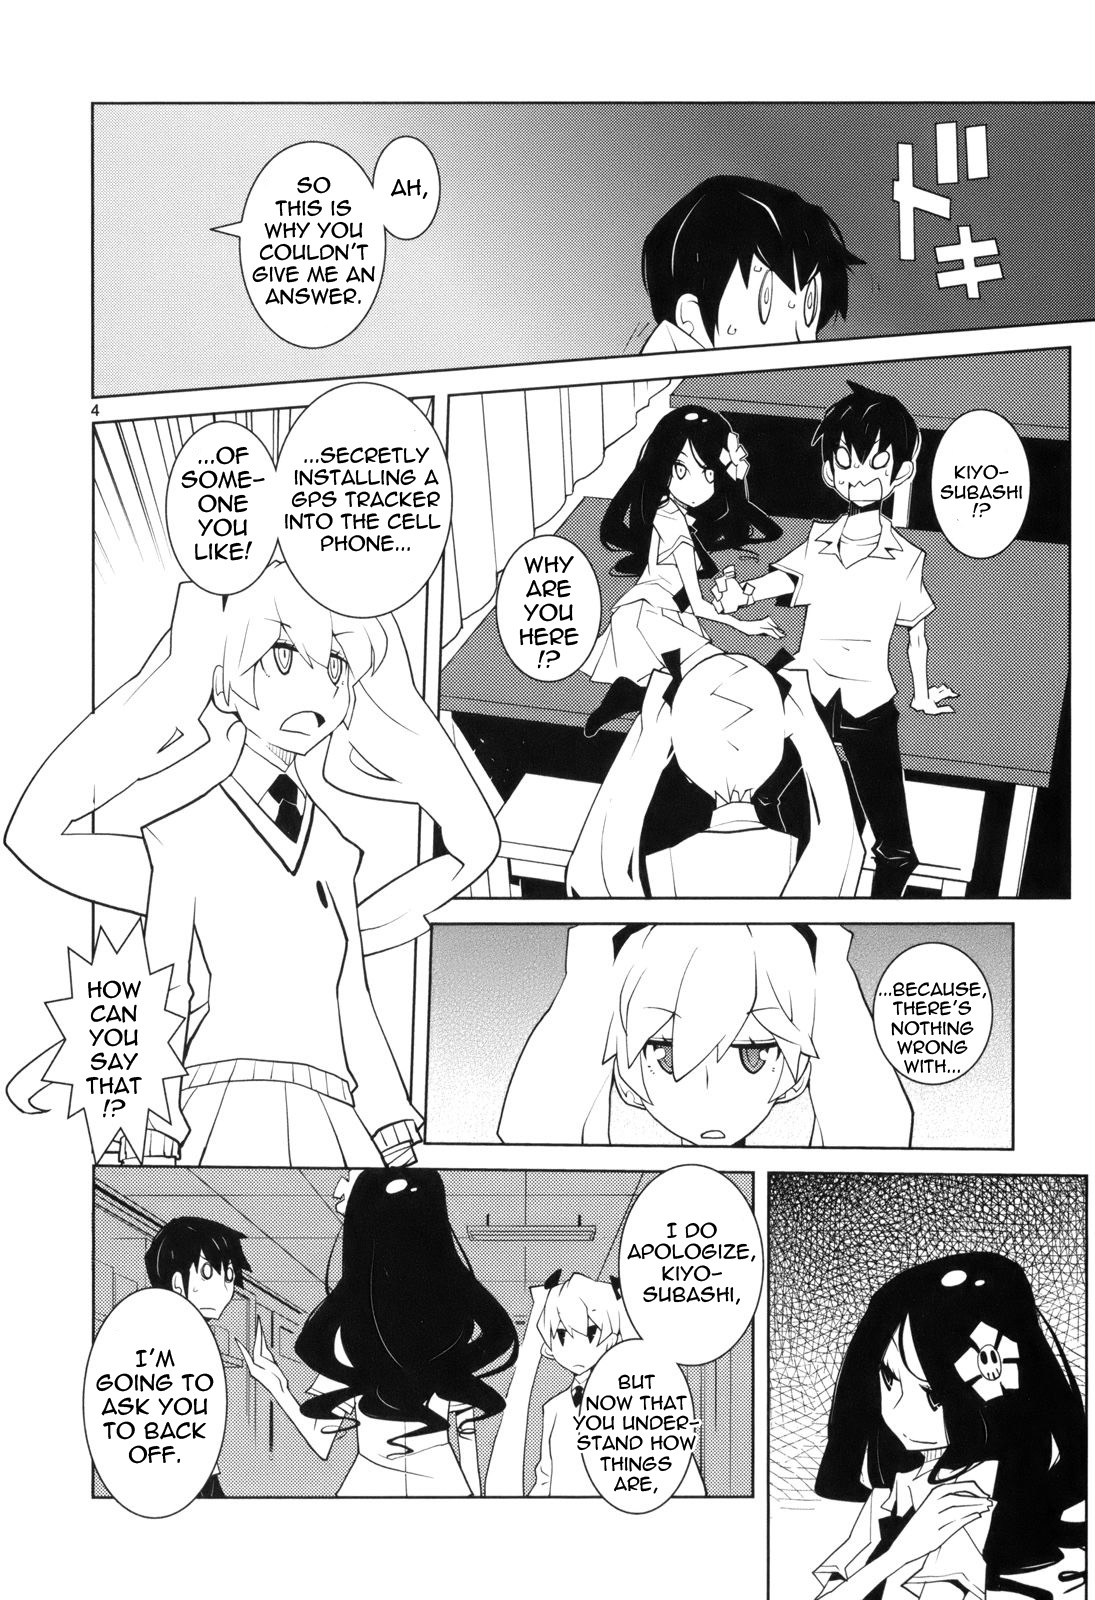 ドキ
AH,
SO
THIS IS
WHY YOU
COULDN'T
GIVE ME AN
ANSWER.
4
KIYO-
SUBASHI
!?
WHY
ARE
YOU
HERE
!?
...SECRETLY
INSTALLING A
GPS TRACKER
INTO THE CELL
PHONE...
...OF
SOME-
ONE
YOU
LIKE!
...BECAUSE,
THERE'S
NOTHING
WRONG
WITH...
HOW
CAN
YOU
SAY
THAT
!?
I DO
APOLOGIZE,
KIYO-
SUBASHI,
BUT
NOW THAT
YOU UNDER-
STAND HOW
THINGS
ARE,
I'M
GOING TO
ASK YOU
TO BACK
OFF.